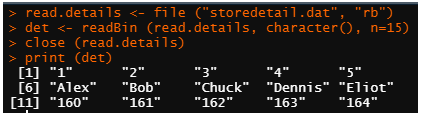 > read.details <- file ("storedetail.dat", "rb")
> det <- readBin (read.details, character(), n=15)
> close (read.details)
> print (det)
 [1] "1"      "2"      "3"      "4"      "5"
 [6] "Alex"   "Bob"    "Chuck"  "Dennis" "Eliot"
[11] "160"    "161"    "162"    "163"    "164"